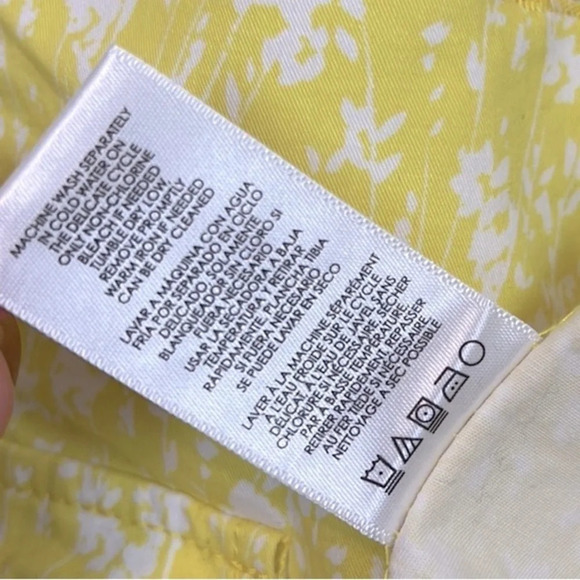 MACHINE WASH SEPARATELY
IN COLD WATER ON
THE DELICATE CYCLE
ONLY NON-CHLORINE
BLEACH IF NEEDED
TUMBLE DRY LOW
REMOVE PROMPTLY
WARM IRON IF NEEDED
CAN BE DRY CLEANED
LAVAR A MAQUINA CON AGUA
FRÍA POR SEPARADO EN CICLO
DELICADO SOLAMENTE
BLANQUEADOR SIN CLORO SI
FUERA NECESARIO
USAR LA SECADORA A BAJA
TEMPERATURA Y RETIRAR
RAPIDAMENTE PLANCHA TIBIA
SI FUERA NECESARIO
SE PUEDE LAVAR EN SECO
LAVER À LA MACHINE SEPARÉMENT
À L'EAU FROIDE SUR LE CYCLE
DÉLICAT À L'EAU DE JAVEL SANS
CHLORE SI NÉCESSAIRE SÉCHER
PAR À BASSE TEMPÉRATURE
RETIRER RAPIDEMENT REPASSER
AU FER TIÈDE SI NÉCESSAIRE
NETTOYAGE A SEC POSSIBLE